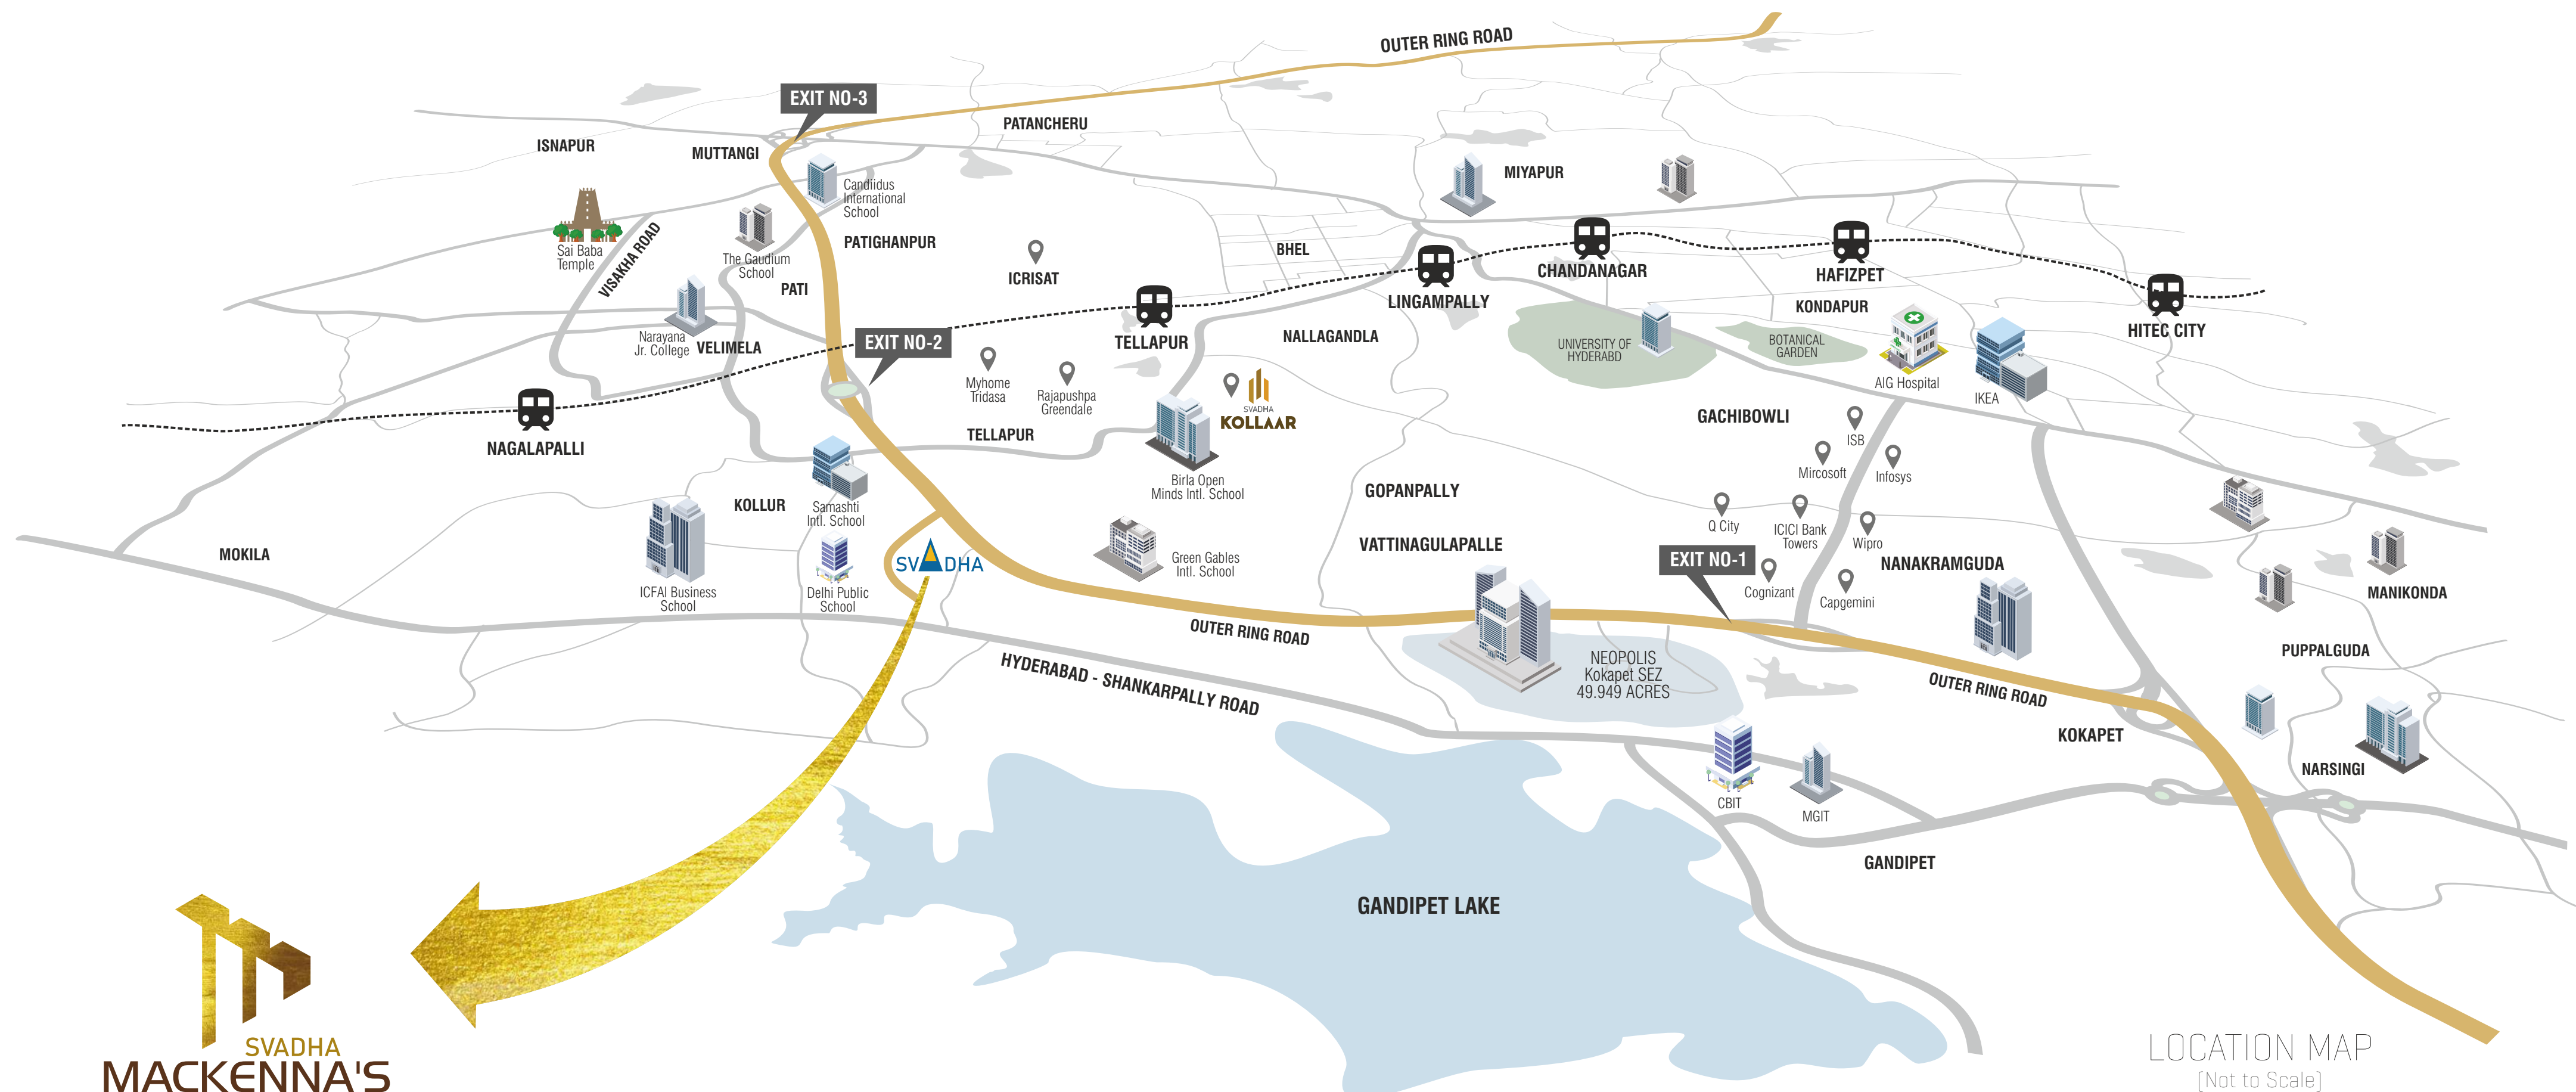 OUTER RING ROAD
EXIT NO-3
PATANCHERU
ISNAPUR
MUTTANGI
MIYAPUR
Candiidus
International
School
Sai Baba
Temple
VISAKHA ROAD
The Gaudium
School
PATIGHANPUR
PATI
ICRISAT
BHEL
LINGAMPALLY
CHANDANAGAR
HAFIZPET
HITEC CITY
KONDAPUR
Narayana
Jr. College
VELIMELA
EXIT NO-2
TELLAPUR
NALLAGANDLA
UNIVERSITY OF
HYDERABD
BOTANICAL
GARDEN
AIG Hospital
IKEA
Myhome
Tridasa
Rajapushpa
Greendale
SVADHA
KOLLAAR
NAGALAPALLI
TELLAPUR
GACHIBOWLI
ISB
Mircosoft
Infosys
Birla Open
Minds Intl. School
GOPANPALLY
KOLLUR
Samashti
Intl. School
Q City
ICICI Bank
Towers
Wipro
MOKILA
SVADHA
Green Gables
Intl. School
VATTINAGULAPALLE
EXIT NO-1
NANAKRAMGUDA
Cognizant
Capgemini
MANIKONDA
ICFAI Business
School
Delhi Public
School
OUTER RING ROAD
HYDERABAD - SHANKARPALLY ROAD
NEOPOLIS
Kokapet SEZ
49.949 ACRES
OUTER RING ROAD
PUPPALGUDA
KOKAPET
NARSINGI
CBIT
MGIT
GANDIPET
GANDIPET LAKE
SVADHA
MACKENNA'S
LOCATION MAP
(Not to Scale)